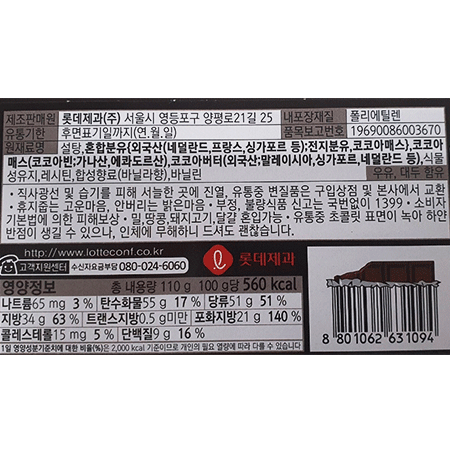 제조판매원 롯데제과(주) 서울시 영등포구 양평로21길 25 내포장재질 폴리에틸렌
유통기한 후면표기일까지(연.월.일) 품목보고번호 19690086003670
원재료명 설탕, 혼합분유(외국산(네덜란드,프랑스,싱가포르 등);전지분유,코코아매스), 코코아
매스(코코아빈:가나산,에콰도르산), 코코아버터(외국산;말레이시아,싱가포르,네덜란드 등), 식물
성유지, 레시틴, 합성향료(바닐라향), 바닐린 우유, 대두 함유
· 직사광선 및 습기를 피해 서늘한 곳에 진열, 유통중 변질품은 구입상점 및 본사에서 교환
· 휴지줍는 고운마음, 안버리는 밝은마음 · 부정, 불량식품 신고는 국번없이 1399 · 소비자
기본법에 의한 피해보상 · 밀,땅콩,돼지고기,달걀 혼입가능 · 유통중 초콜릿 표면이 녹아 하얀
반점이 생길 수 있으나, 인체에 무해하니 드셔도 괜찮습니다.
http://www.lotteconf.co.kr
고객지원센터 수신자요금부담 080-024-6060 롯데제과
영양정보 총 내용량 110 g 100 g당 560 kcal
나트륨65 mg 3 % 탄수화물55 g 17 % 당류51 g 51 %
지방34 g 63 % 트랜스지방0.5 g미만 포화지방21 g 140 %
콜레스테롤15 mg 5 % 단백질9 g 16 %
1일 영양성분기준치에 대한 비율(%)은 2,000 kcal 기준이므로 개인의 필요 열량에 따라 다를 수 있습니다.
8 801062 631094